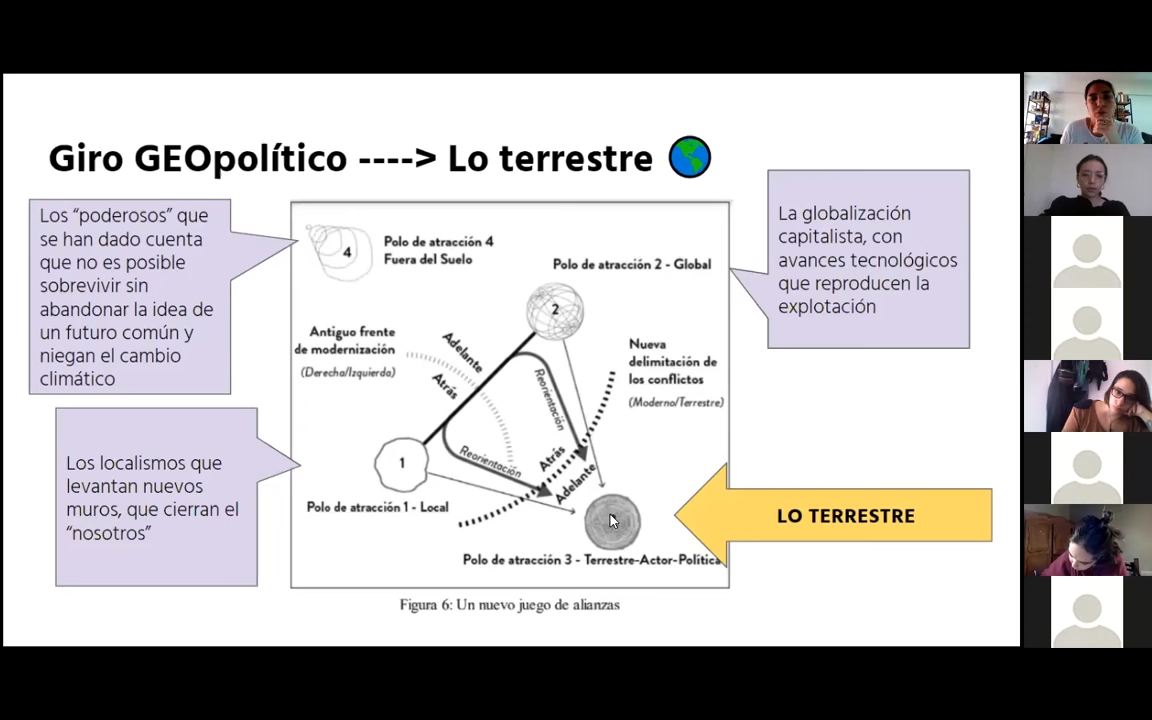 Giro GEOpolítico ----> Lo terrestre
Los “poderosos” que
se han dado cuenta
que no es posible
sobrevivir sin
abandonar la idea de
un futuro común y
niegan el cambio
climático
Los localismos que
levantan nuevos
muros, que cierran el
“nosotros”
4
Polo de atracción 4
Fuera del Suelo
Polo de atracción 2 - Global
2
Antiguo frente
de modernización
(Derecha/Izquierda)
Adelante
Atrás
Nueva
delimitación de
los conflictos
(Moderno/Terrestre)
Reorientación
Reorientación
Atrás
Adelante
1
Polo de atracción 1 - Local
Polo de atracción 3 - Terrestre-Actor-Política
Figura 6: Un nuevo juego de alianzas
La globalización
capitalista, con
avances tecnológicos
que reproducen la
explotación
LO TERRESTRE